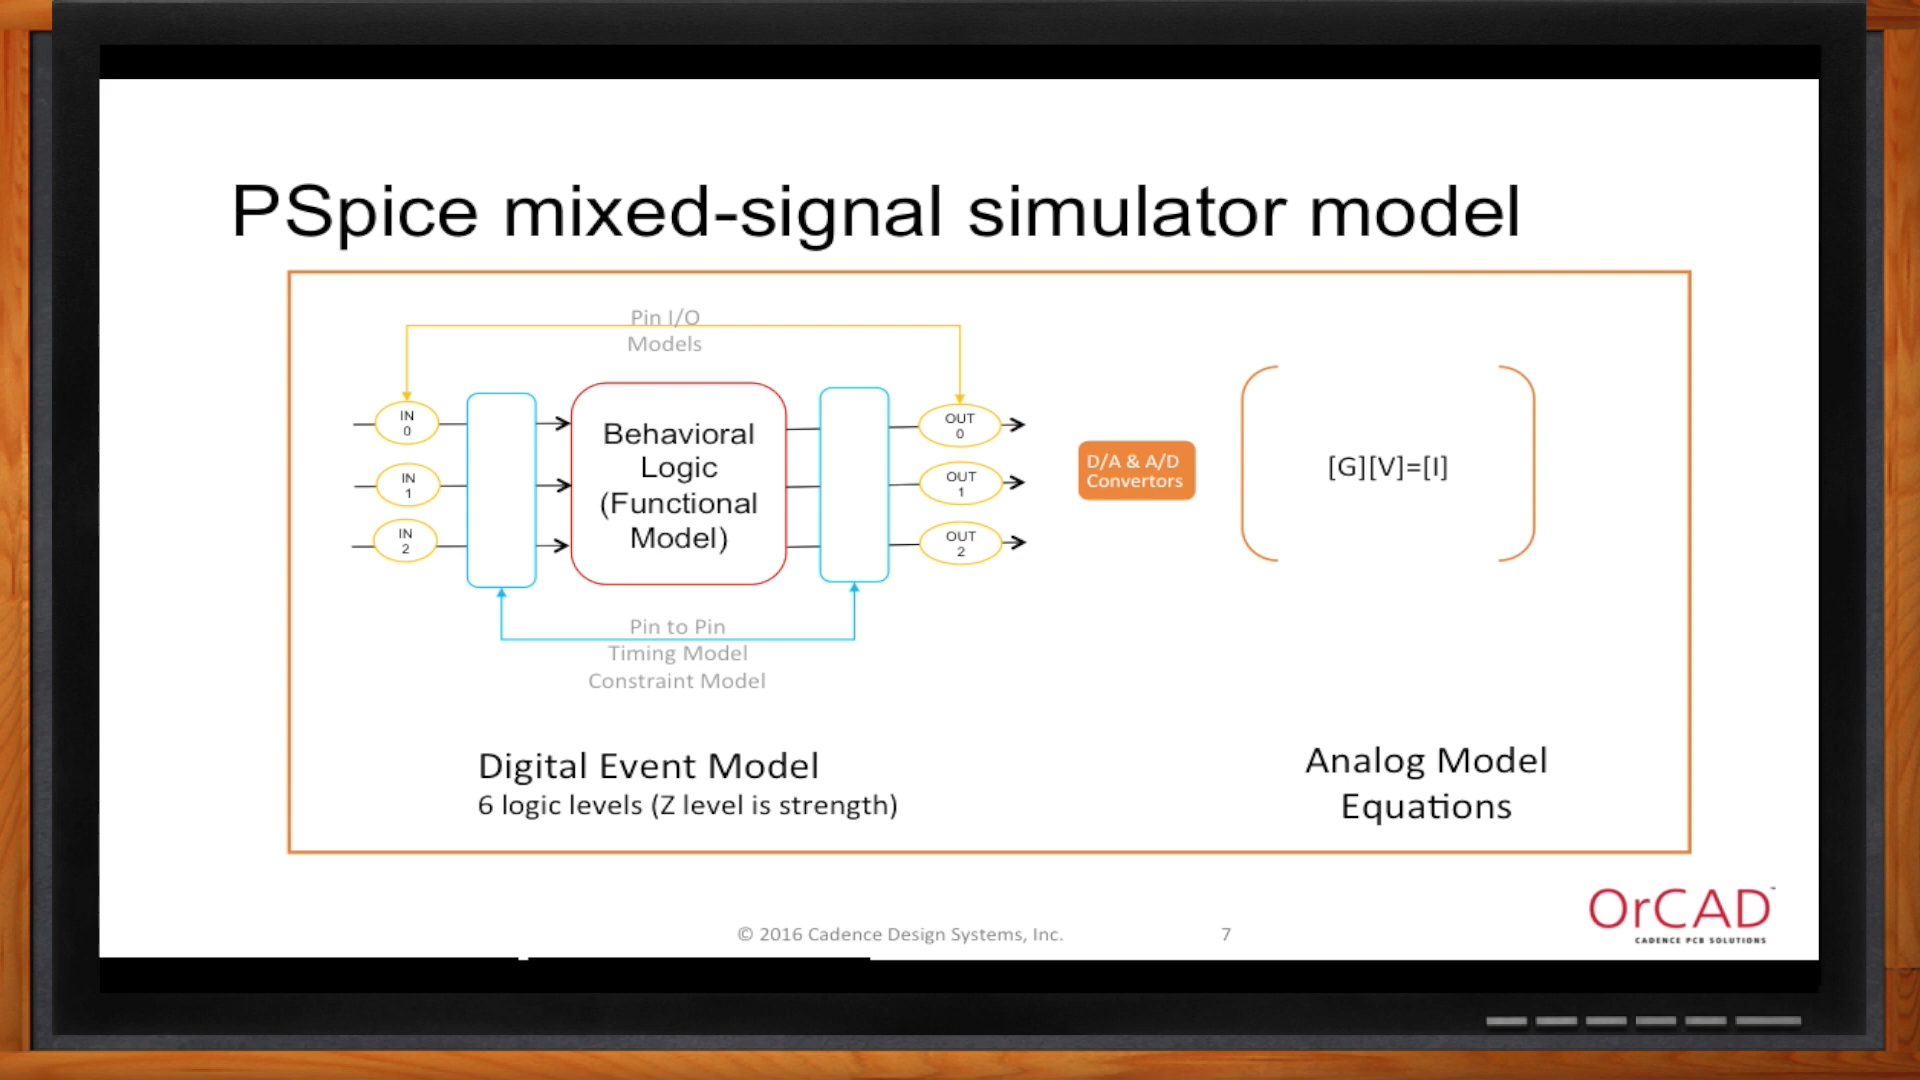 PSpice mixed-signal simulator model
Pin I/O
Models
IN
0
IN
1
IN
2
Behavioral
Logic
(Functional
Model)
OUT
0
OUT
1
OUT
2
D/A & A/D
Convertors
[G][V]=[I]
Pin to Pin
Timing Model
Constraint Model
Digital Event Model
6 logic levels (Z level is strength)
Analog Model
Equations
OrCAD™
CADENCE PCB SOLUTIONS
© 2016 Cadence Design Systems, Inc.
7